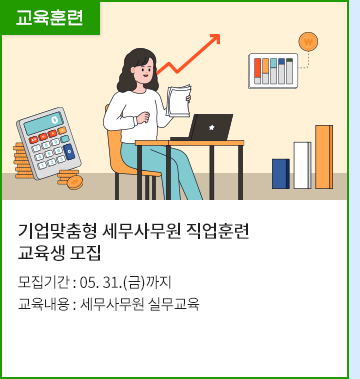 교육훈련
기업맞춤형 세무사무원 직업훈련
교육생 모집
모집기간 : 05. 31.(금)까지
교육내용 : 세무사무원 실무교육